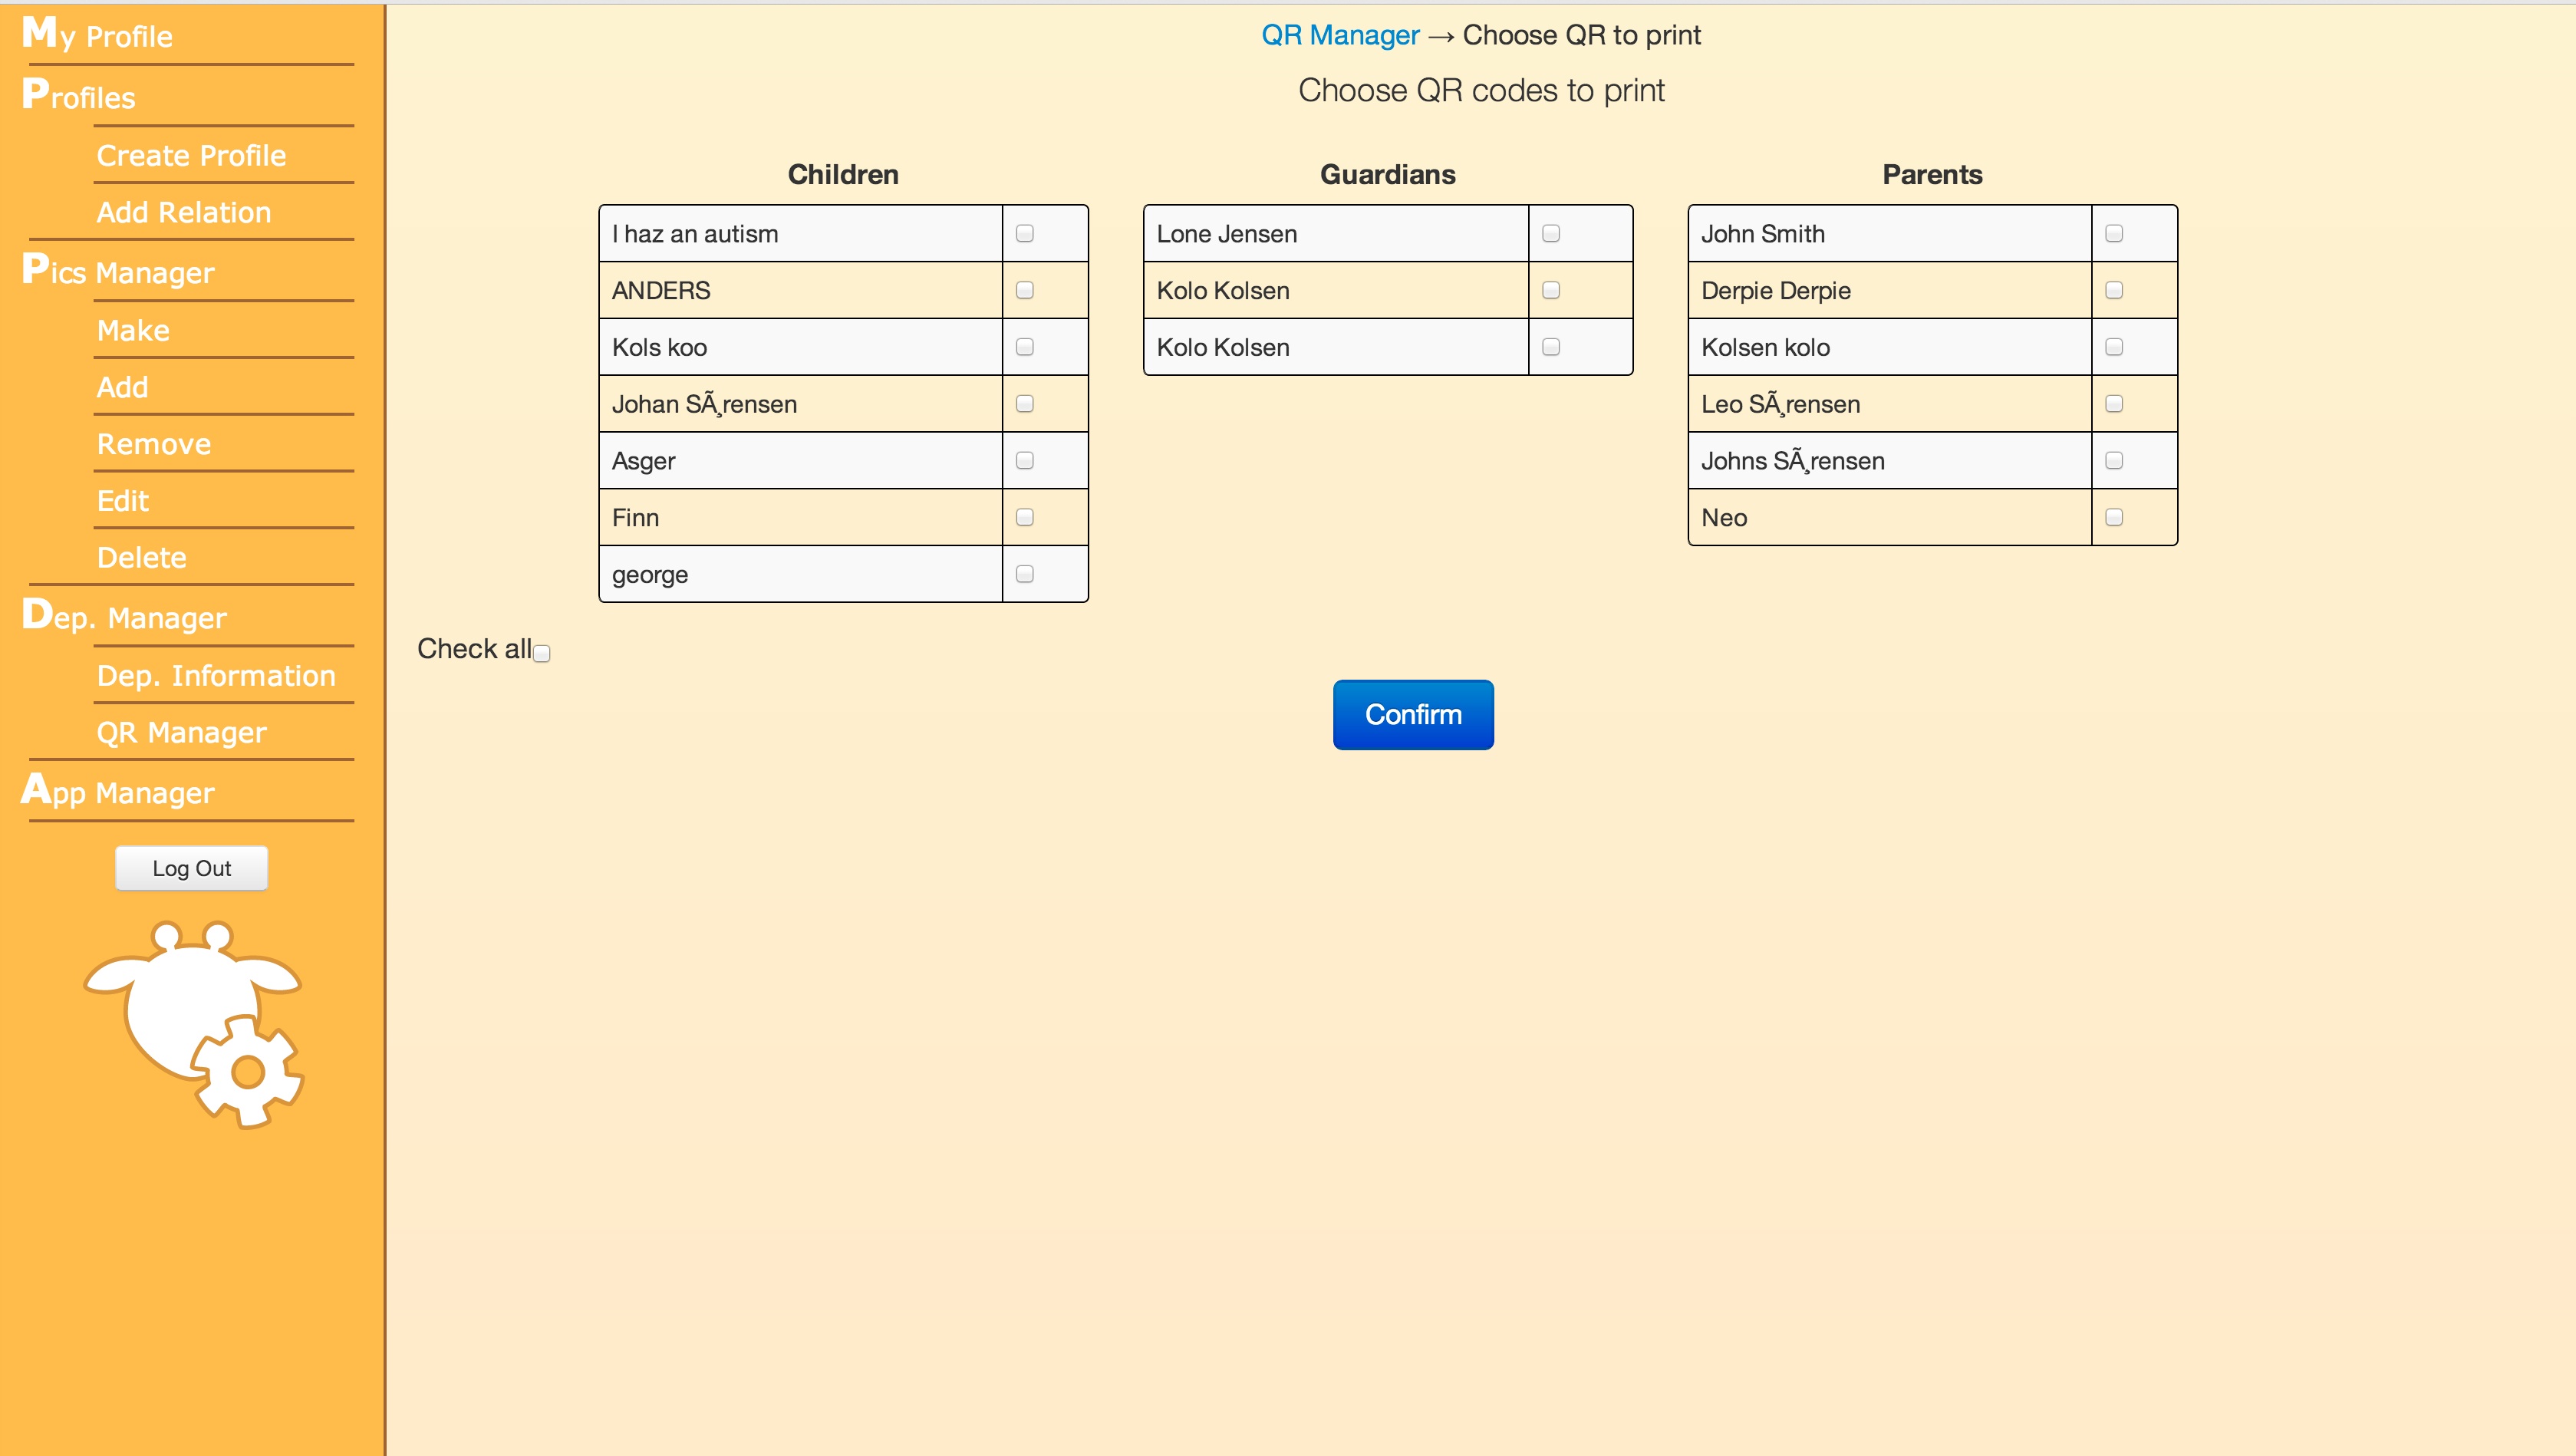 My Profile
Profiles
Create Profile
Add Relation
Pics Manager
Make
Add
Remove
Edit
Delete
Dep. Manager
Dep. Information
QR Manager
App Manager
Log Out
QR Manager → Choose QR to print
Choose QR codes to print
Children
I haz an autism
ANDERS
Kols koo
Johan SÃ¸rensen
Asger
Finn
george
Guardians
Lone Jensen
Kolo Kolsen
Kolo Kolsen
Parents
John Smith
Derpie Derpie
Kolsen kolo
Leo SÃ¸rensen
Johns SÃ¸rensen
Neo
Check all
Confirm